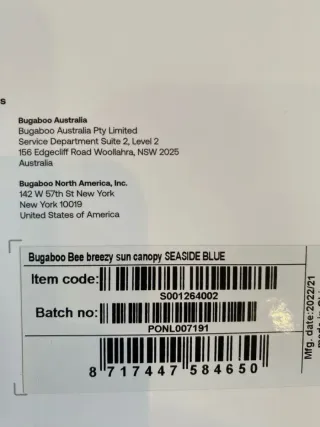 s
Bugaboo Australia
Bugaboo Australia Pty Limited
Service Department Suite 2, Level 2
156 Edgecliff Road Woollahra, NSW 2025
Australia
Bugaboo North America, Inc.
142 W 57th St New York
New York 10019
United States of America
Bugaboo Bee breezy sun canopy SEASIDE BLUE
Item code:
S001264002
Batch no:
PONL007191
8 717447 584650
Mfg. date:2022/21
made in